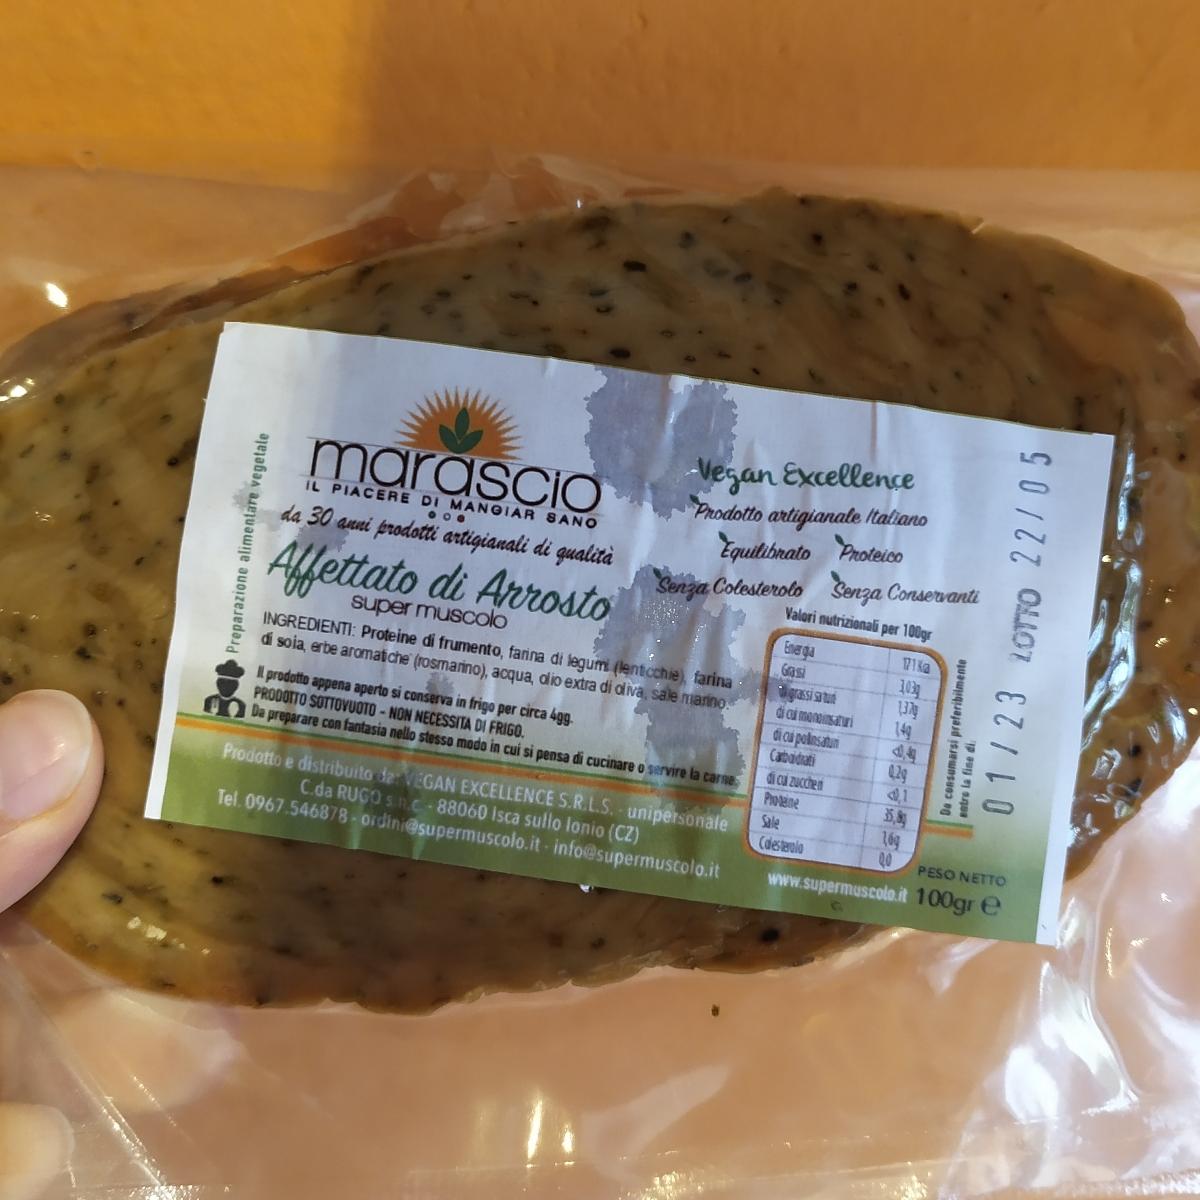 Preparazione alimentare vegetale
marascio
IL PIACERE DI MANGIAR SANO
da 30 anni prodotti artigianali di qualità
Affettato di Arrosto
super muscolo
INGREDIENTI: Proteine di frumento, farina di legumi (lenticchie), farina
di soia, erbe aromatiche (rosmarino), acqua, olio extra di oliva, sale marino
Il prodotto appena aperto si conserva in frigo per circa 4gg.
PRODOTTO SOTTOVUOTO - NON NECESSITA DI FRIGO.
Da preparare con fantasia nello stesso modo in cui si pensa di cucinare o servire la carne.
Prodotto e distribuito da: VEGAN EXCELLENCE S.R.L.S. - unipersonale
C.da RUGO s.n.c. - 88060 Isca sullo Ionio (CZ)
Tel. 0967.546878 - ordini@supermuscolo.it - info@supermuscolo.it
Vegan Excellence
Prodotto artigianale Italiano
Equilibrato Proteico
Senza Colesterolo Senza Conservanti
Valori nutrizionali per 100gr
Energia 171 Kca
Grassi 3,03g
di grassi saturi 1,37g
di cui monoinsaturi 1,4g
di cui polinsaturi <0,4g
Carboidrati 0,2g
di cui zuccheri <0,1
Proteine 35,8g
Sale 1,6g
Colesterolo 0,0
www.supermuscolo.it
PESO NETTO
100gr e
Da consumarsi preferibilmente
entro la fine di:
01/23 LOTTO 22/05